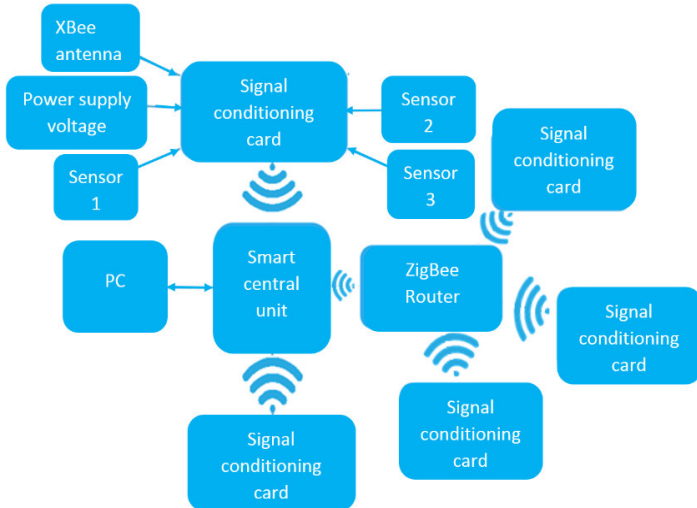 XBee
antenna
Power supply
voltage
Sensor
1
Signal
conditioning
card
Sensor
2
Sensor
3
Signal
conditioning
card
PC
Smart
central
unit
ZigBee
Router
Signal
conditioning
card
Signal
conditioning
card
Signal
conditioning
card